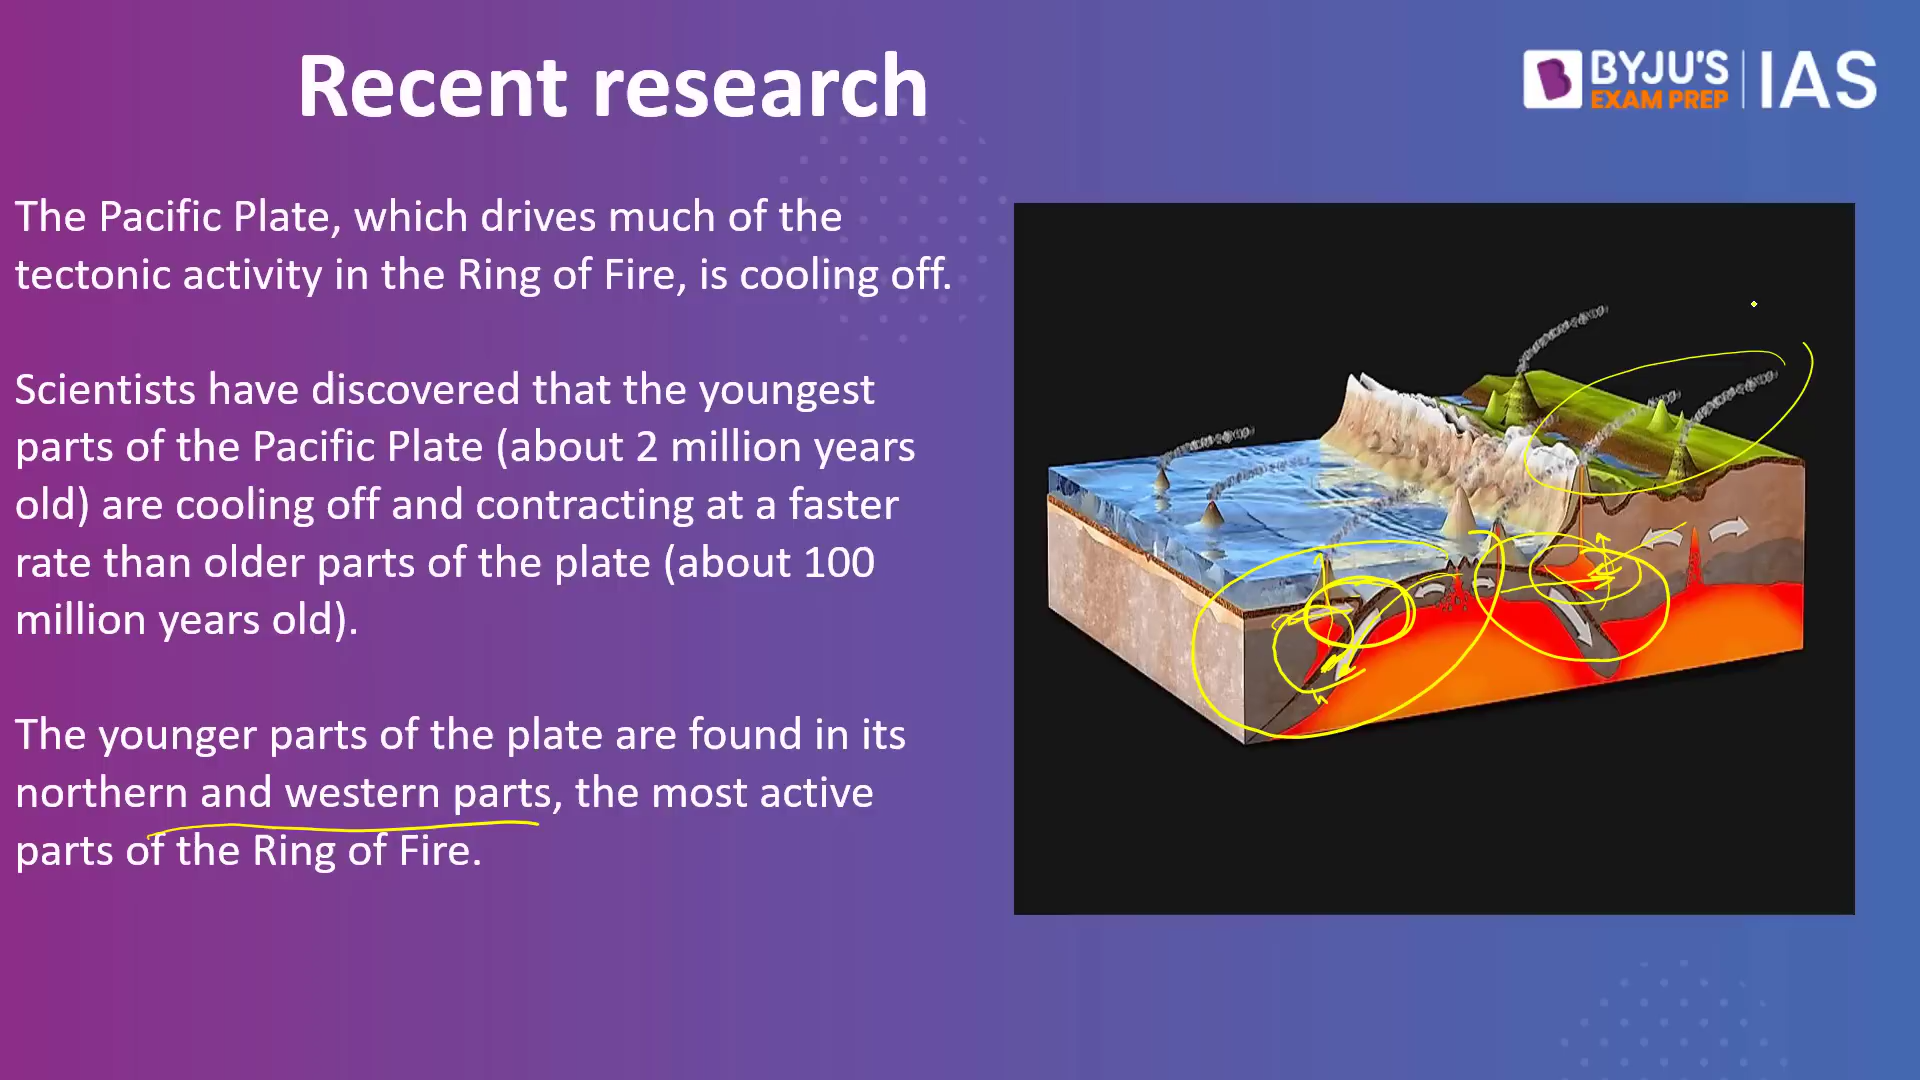 Recent research
BYJU'S
EXAM PREP
IAS
The Pacific Plate, which drives much of the
tectonic activity in the Ring of Fire, is cooling off.
Scientists have discovered that the youngest
parts of the Pacific Plate (about 2 million years
old) are cooling off and contracting at a faster
rate than older parts of the plate (about 100
million years old).
The younger parts of the plate are found in its
northern and western parts, the most active
parts of the Ring of Fire.